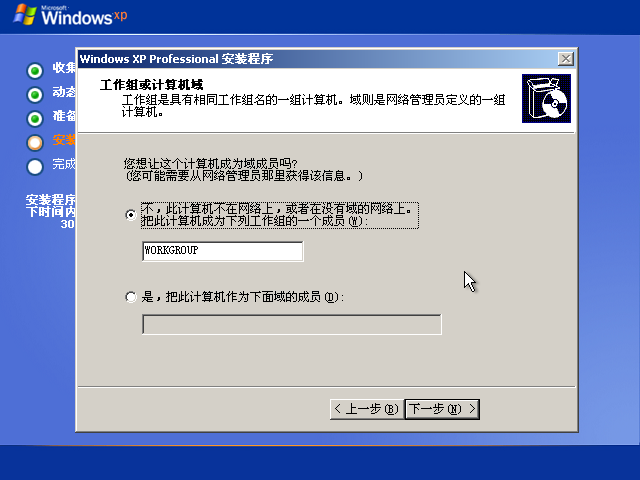 Microsoft
Windows xp
Windows XP Professional 安装程序
收集
动态
准备
安装
完成
安装程序
下时间内
30
工作组或计算机域
工作组是具有相同工作组名的一组计算机。域则是网络管理员定义的一组
计算机。
您想让这个计算机成为域成员吗?
(您可能需要从网络管理员那里获得该信息。)
不，此计算机不在网络上，或者在没有域的网络上。
把此计算机成为下列工作组的一个成员(W):
WORKGROUP
是，把此计算机作为下面域的成员(D):
< 上一步(B)
下一步(N) >